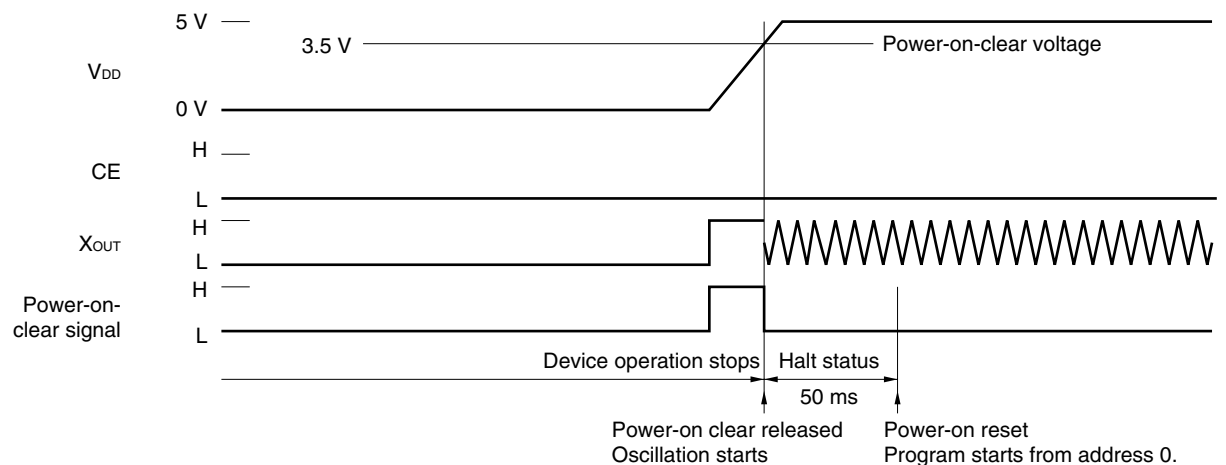 5 V
3.5 V
Power-on-clear voltage
VDD
0 V
H
CE
L
H
XOUT
L
H
Power-on-
clear signal
L
Device operation stops
Halt status
50 ms
Power-on clear released
Oscillation starts
Power-on reset
Program starts from address 0.